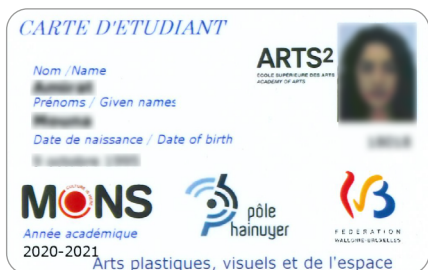 CARTE D'ETUDIANT
ARTS²
ECOLE SUPERIEURE DES ARTS
ACADEMY OF ARTS
Nom /Name
Prénoms / Given names
Date de naissance / Date of birth
MONS
pôle
hainuyer
FEDERATION
WALLONIE-BRUXELLES
Année académique
2020-2021
Arts plastiques, visuels et de l'espace